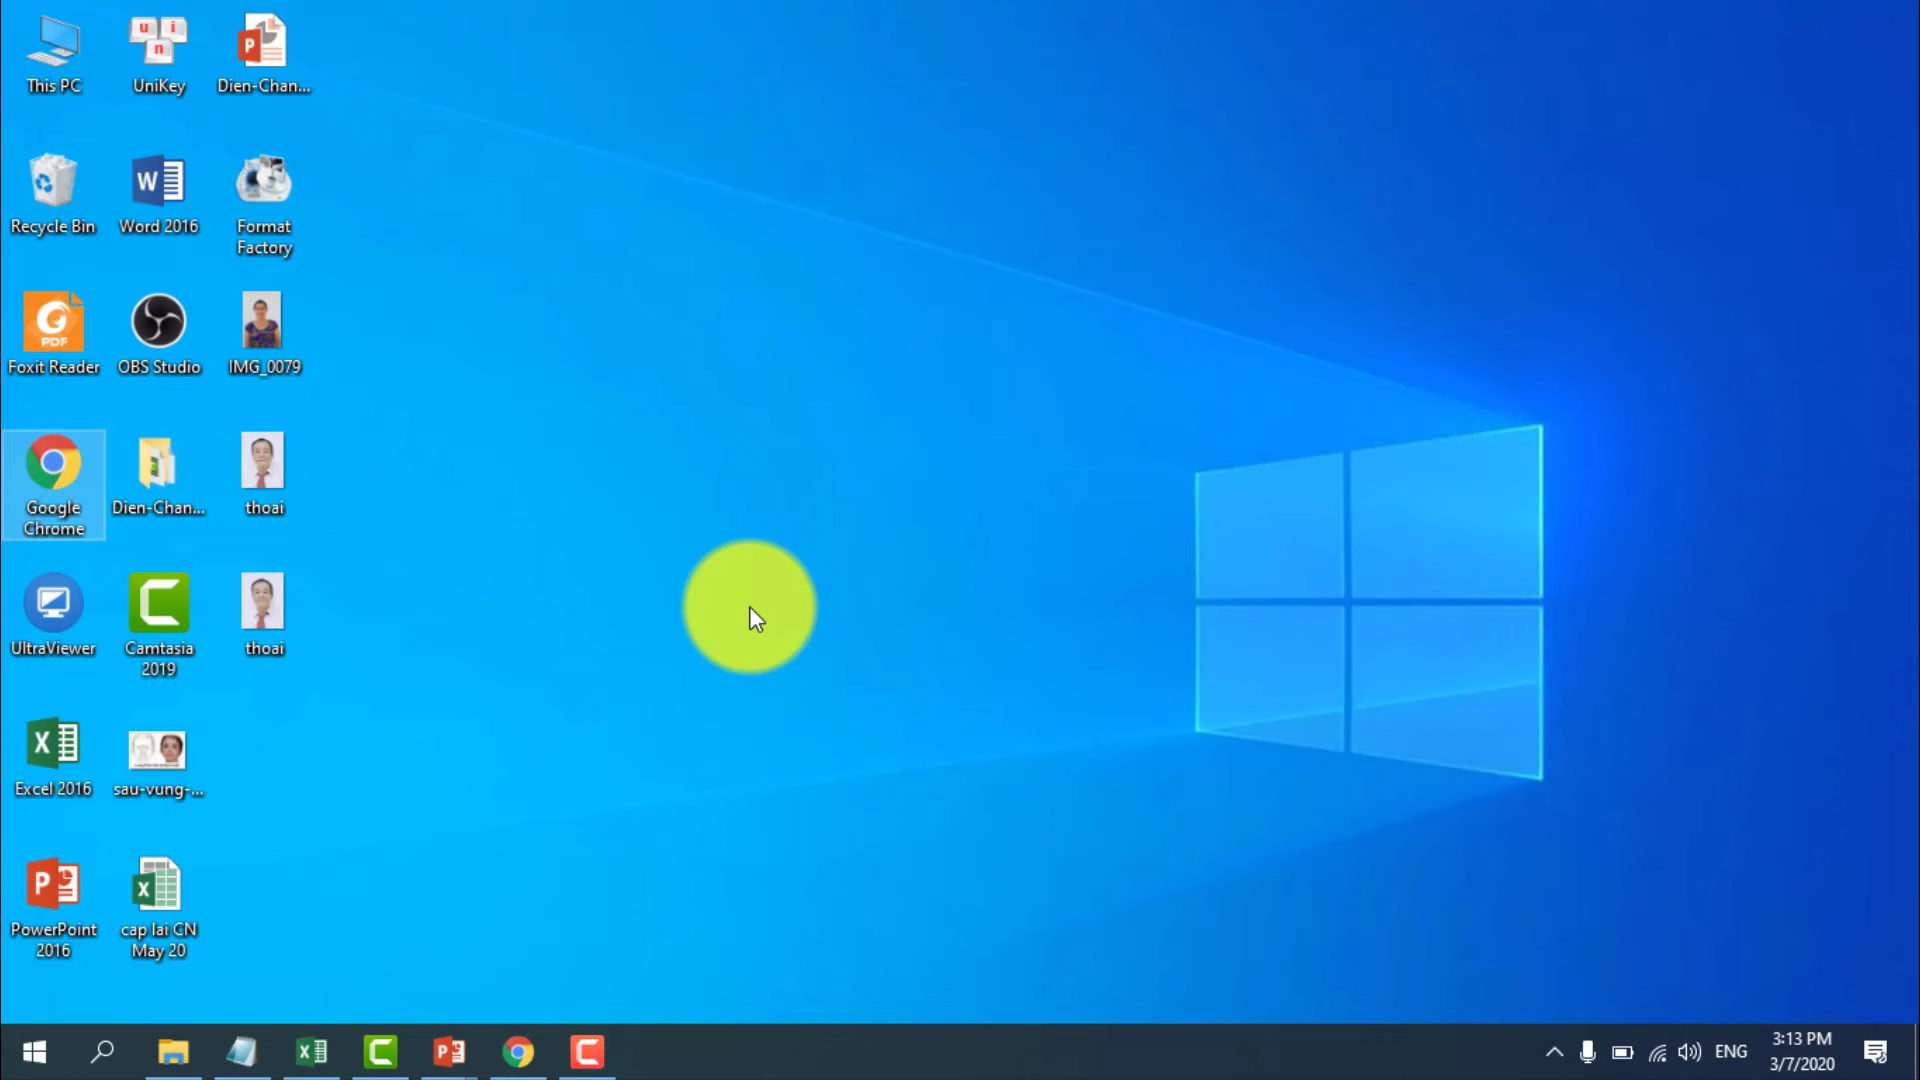 This PC
UniKey
Dien-Chan...
Recycle Bin
Word 2016
Format
Factory
Foxit Reader
OBS Studio
IMG_0079
Google
Chrome
Dien-Chan...
thoai
UltraViewer
Camtasia
2019
thoai
Excel 2016
sau-vung-...
PowerPoint
2016
cap lai CN
May 20
ENG
3:13 PM
3/7/2020